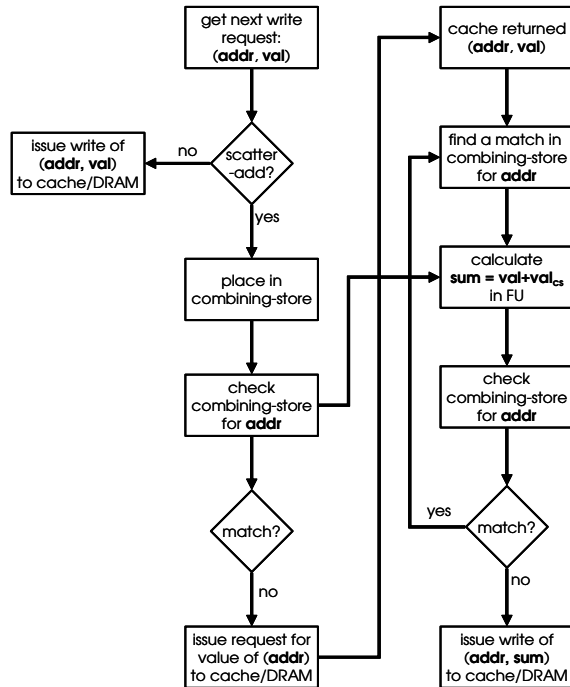 get next write
request:
(addr, val)
scatter
-add?
no
issue write of
(addr, val)
to cache/DRAM
yes
place in
combining-store
check
combining-store
for addr
match?
no
issue request for
value of (addr)
to cache/DRAM
cache returned
(addr, val)
find a match in
combining-store
for addr
calculate
sum = val+valcs
in FU
check
combining-store
for addr
yes
match?
no
issue write of
(addr, sum)
to cache/DRAM